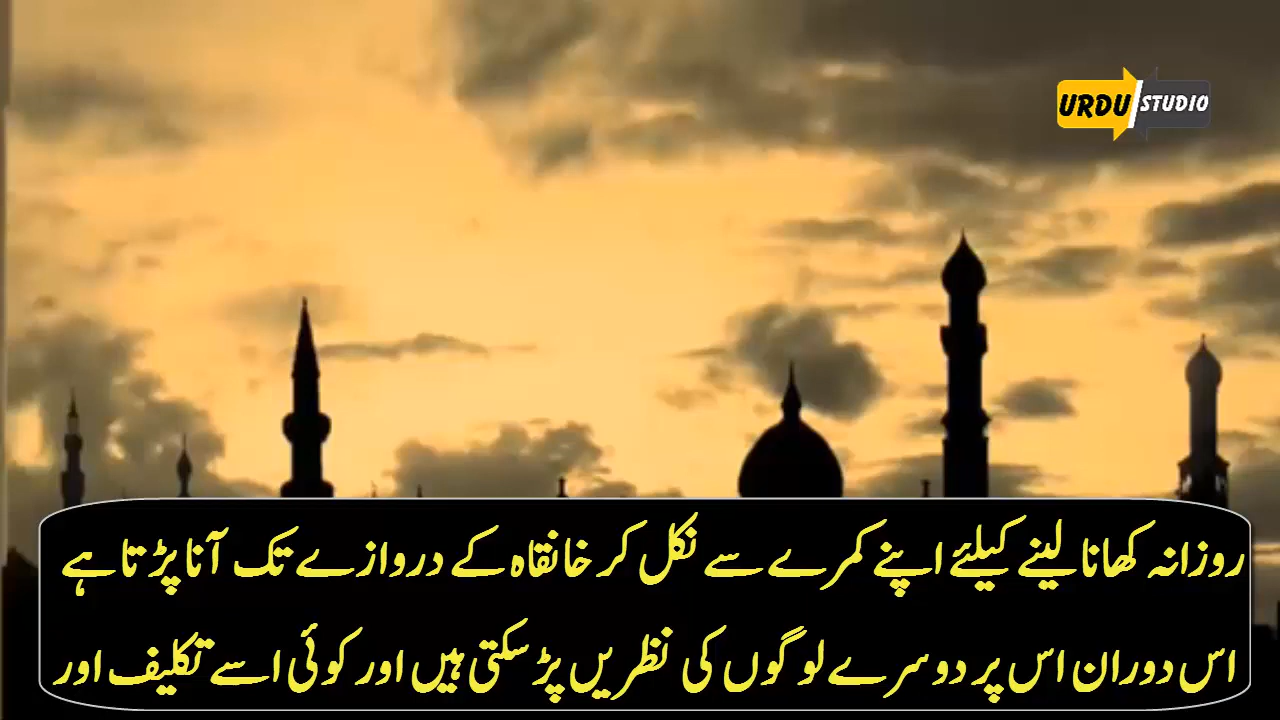 URDU STUDIO
روزانہ کھانا لینے کیلئے اپنے کمرے سے نکل کر خانقاہ کے دروازے تک آنا پڑتا ہے
اس دوران اس پر دوسرے لوگوں کی نظریں پڑ سکتی ہیں اور کوئی اسے تکلیف اور